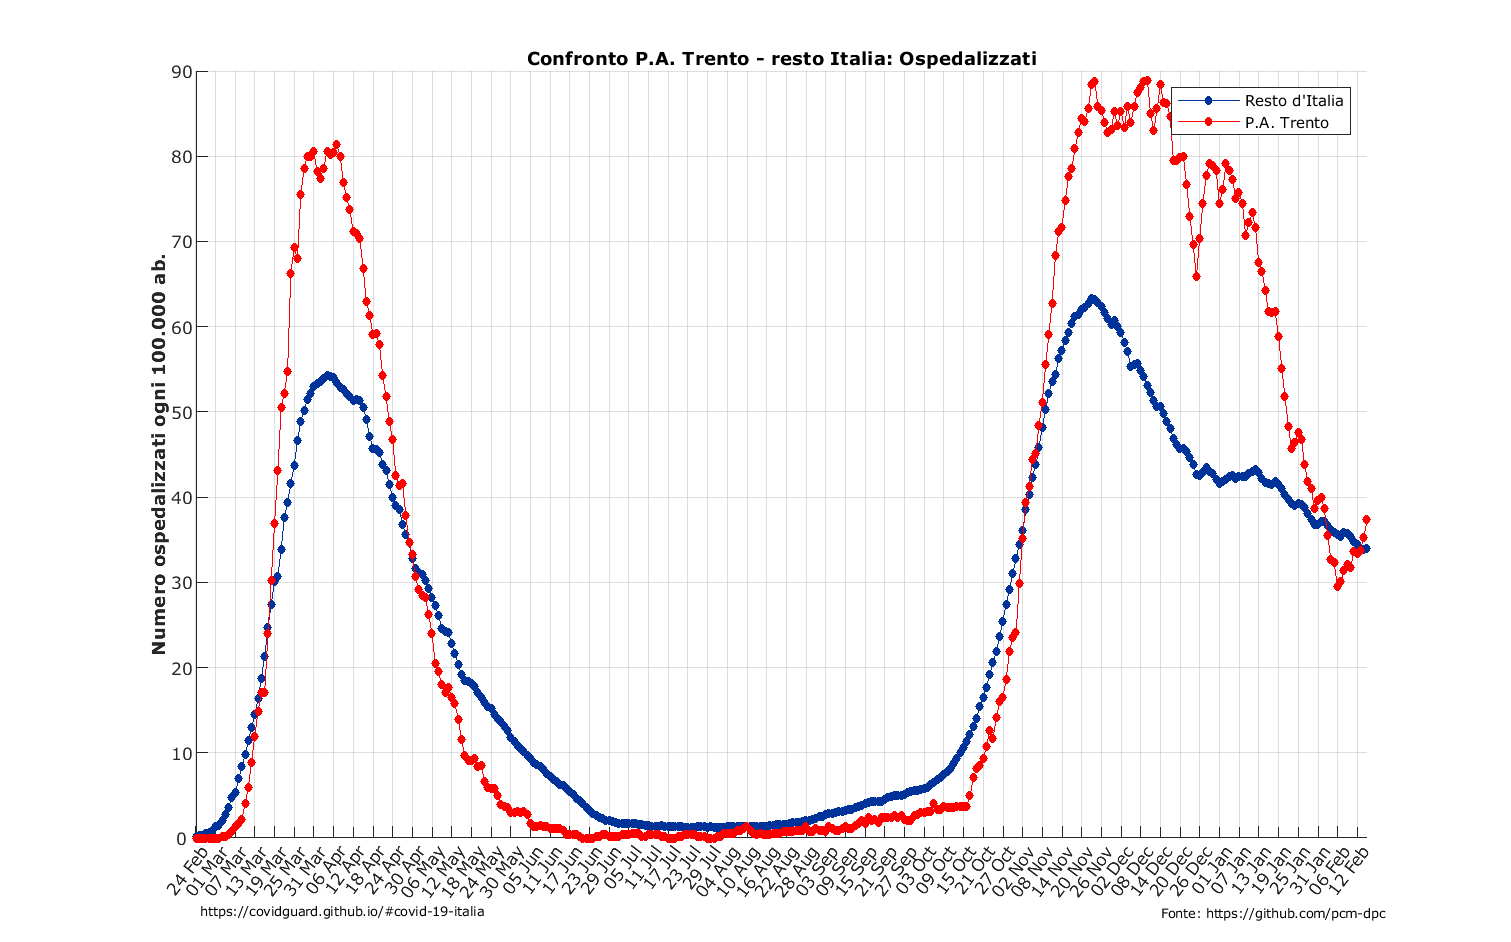 Confronto P.A. Trento - resto Italia: Ospedalizzati
Numero ospedalizzati ogni 100.000 ab.
90
80
70
60
50
40
30
20
10
0
Resto d'Italia
P.A. Trento
24 Feb
01 Mar
07 Mar
13 Mar
19 Mar
25 Mar
31 Mar
06 Apr
12 Apr
18 Apr
24 Apr
30 Apr
06 May
12 May
18 May
24 May
30 May
05 Jun
11 Jun
17 Jun
23 Jun
29 Jun
05 Jul
11 Jul
17 Jul
23 Jul
29 Jul
04 Aug
10 Aug
16 Aug
22 Aug
28 Aug
03 Sep
09 Sep
15 Sep
21 Sep
27 Sep
03 Oct
09 Oct
15 Oct
21 Oct
27 Oct
02 Nov
08 Nov
14 Nov
20 Nov
26 Nov
02 Dec
08 Dec
14 Dec
20 Dec
26 Dec
01 Jan
07 Jan
13 Jan
19 Jan
25 Jan
31 Jan
06 Feb
12 Feb
https://covidguard.github.io/#covid-19-italia
Fonte: https://github.com/pcm-dpc